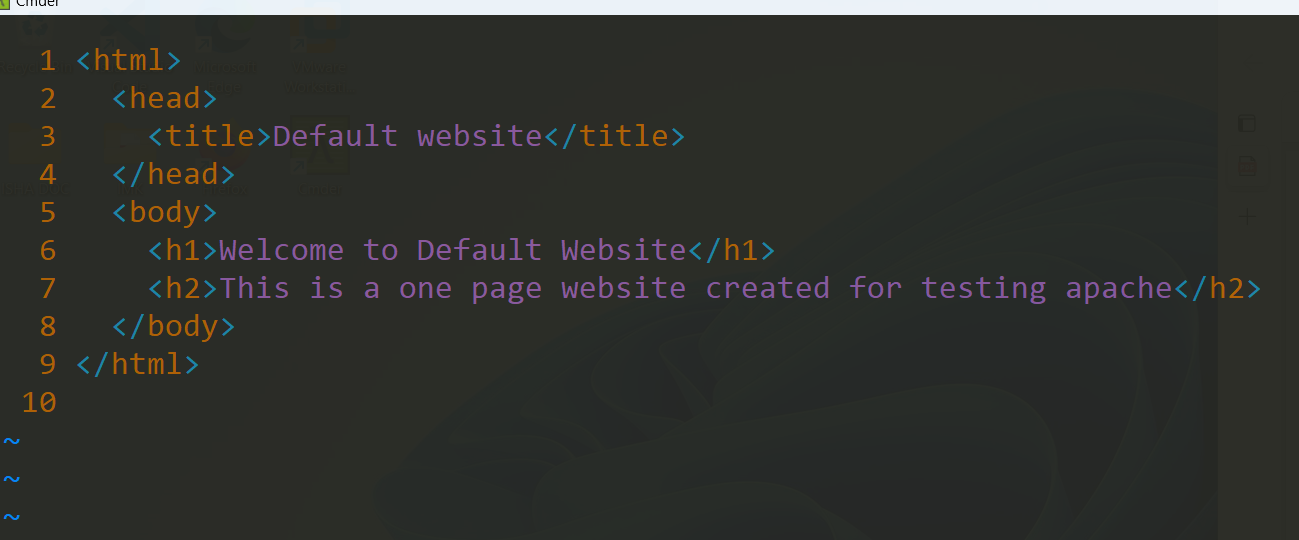 Cmder
1 <html>
2 <head>
3 <title>Default website</title>
4 </head>
5 <body>
6 <h1>Welcome to Default Website</h1>
7 <h2>This is a one page website created for testing apache</h2>
8 </body>
9 </html>
10
~
~
~